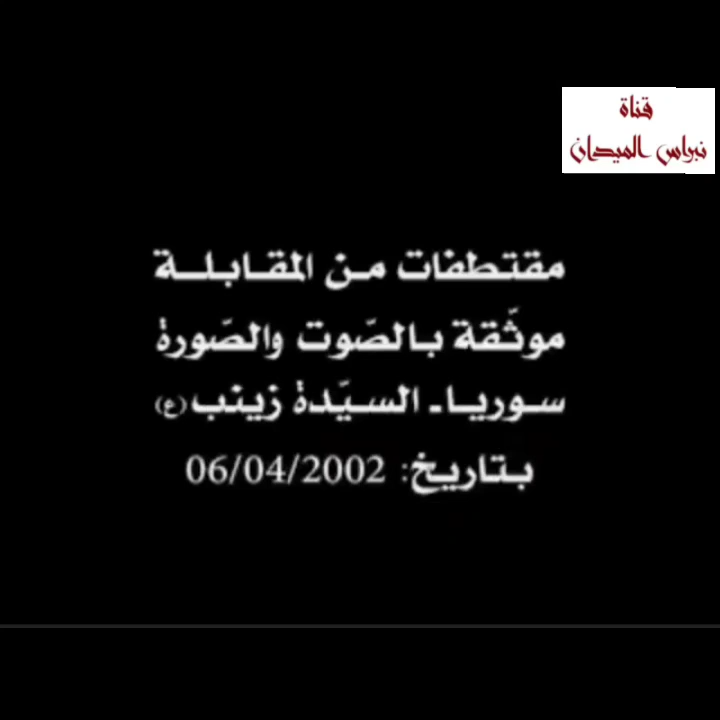 قناة
نبراس الميدان
مقتطفات من المقابلة
موثّقة بالصّوت والصّورة
سوريا- السيّدة زينب (ع)
بتاريخ: 06/04/2002